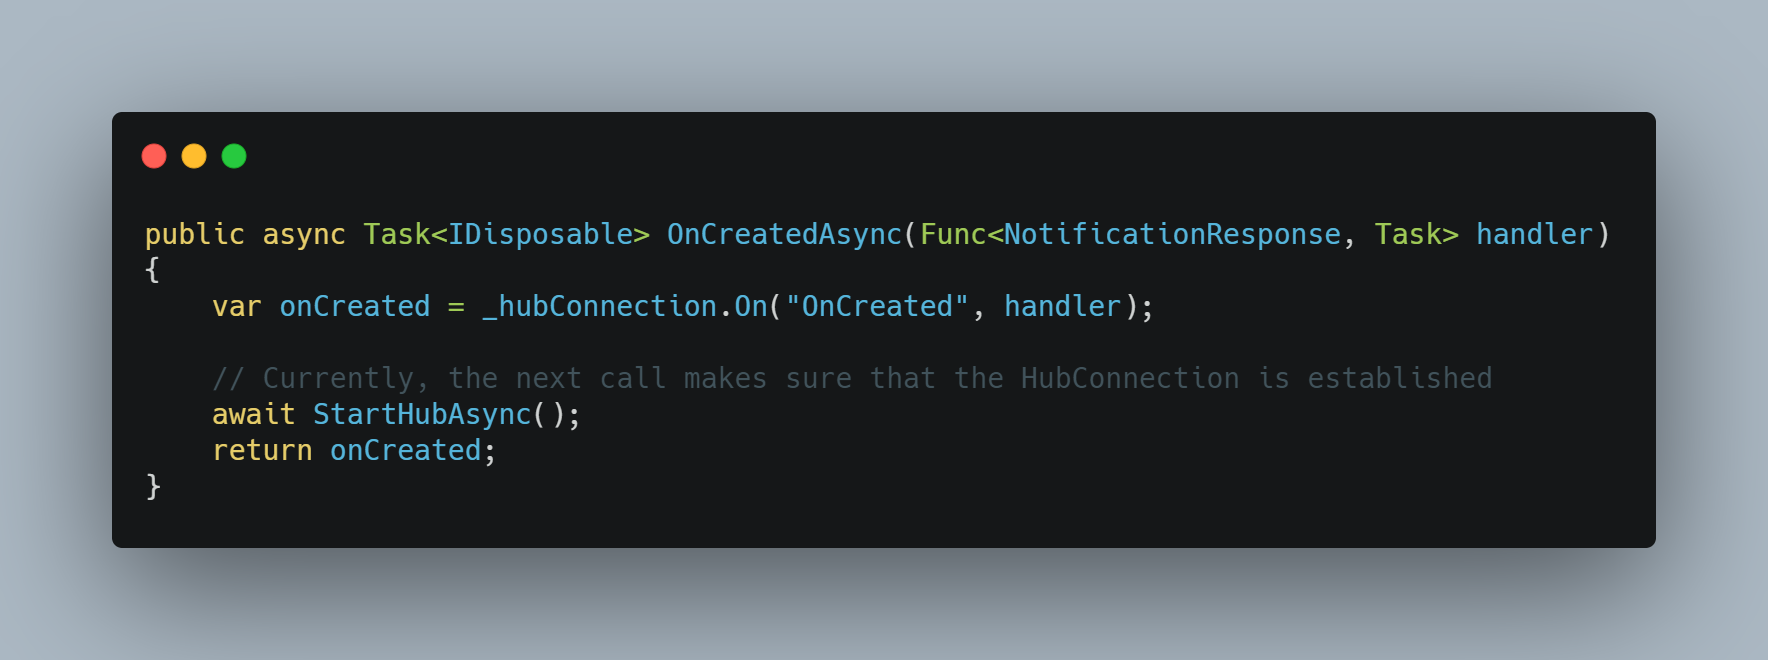 public async Task<IDisposable> OnCreatedAsync(Func<NotificationResponse, Task> handler)
{
    var onCreated = _hubConnection.On("OnCreated", handler);

    // Currently, the next call makes sure that the HubConnection is established
    await StartHubAsync();
    return onCreated;
}